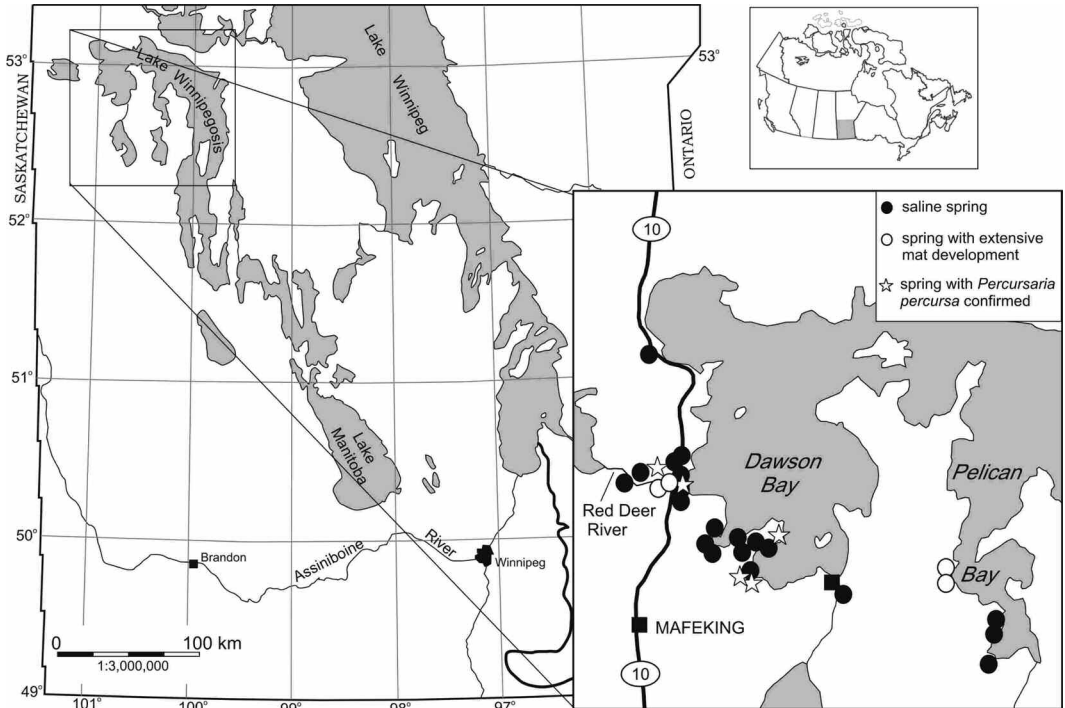 53°
52°
51°
50°
49°
101°
100°
99°
98°
97°
53°
SASKATCHEWAN
ONTARIO
Lake
Winnipegosis
Lake
Winnipeg
Lake
Manitoba
Brandon
Assiniboine
River
Winnipeg
0 100 km
1:3,000,000
saline spring
spring with extensive
mat development
spring with Percursaria
percursa confirmed
10
Dawson
Bay
Pelican
Bay
Red Deer
River
MAFEKING
10